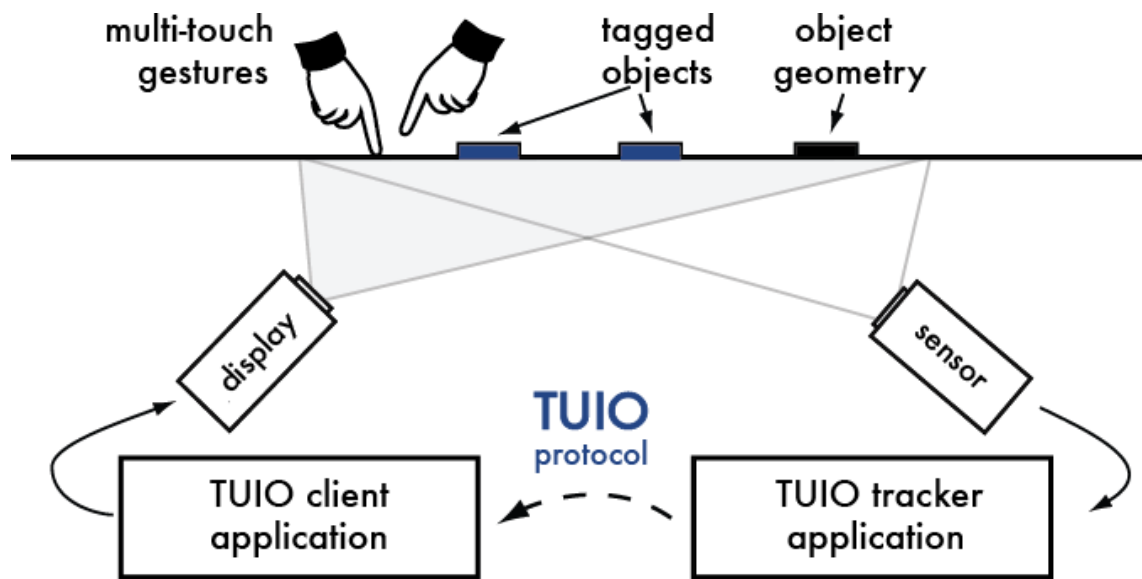 multi-touch
gestures
tagged
objects
object
geometry
display
sensor
TUIO
protocol
TUIO client
application
TUIO tracker
application